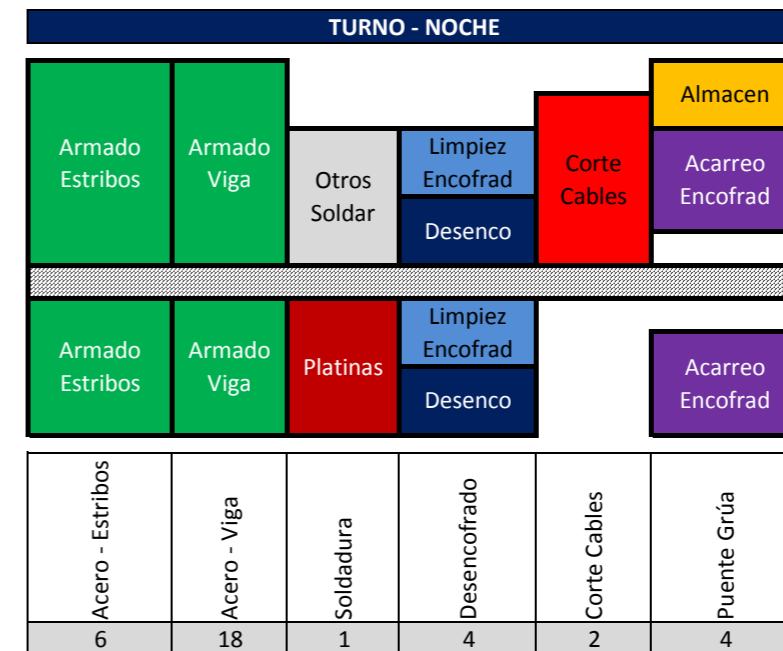 TURNO - NOCHE
Armado
Estribos
Armado
Viga
Otros
Soldar
Limpiez
Encofrad
Desenco
Corte
Cables
Almacen
Acarreo
Encofrad
Armado
Estribos
Armado
Viga
Platinas
Limpiez
Encofrad
Desenco
Acarreo
Encofrad
Acero - Estribos
Acero - Viga
Soldadura
Desencofrado
Corte Cables
Puente Grúa
6 18 1 4 2 4